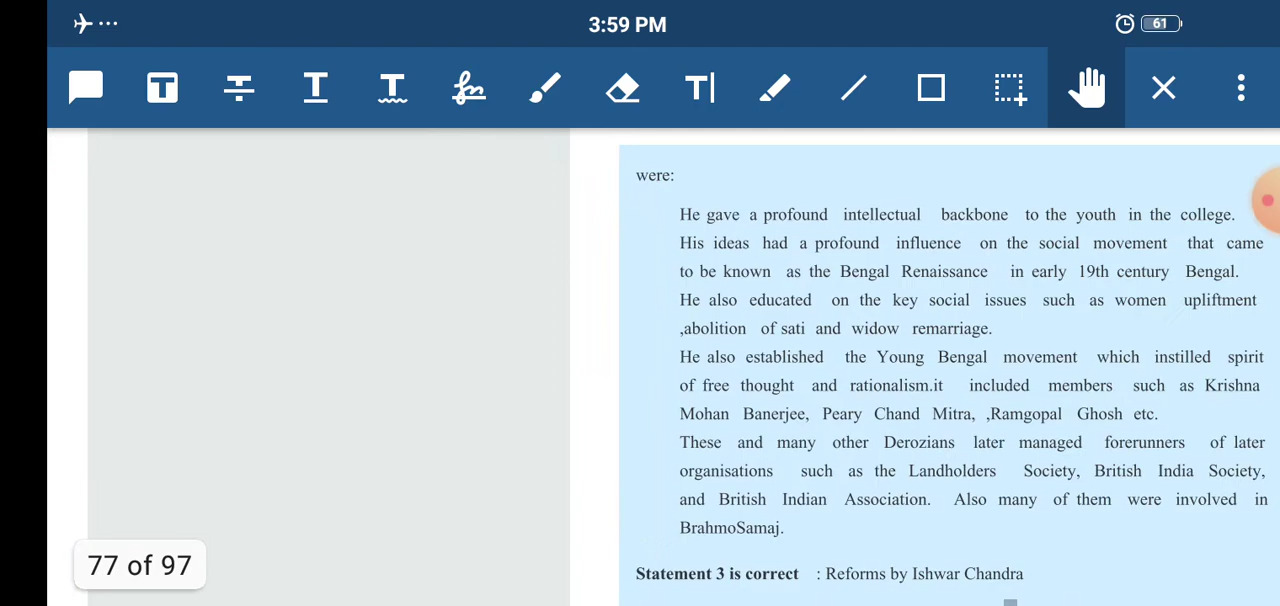 3:59 PM
61
were:
He gave a profound intellectual backbone to the youth in the college.
His ideas had a profound influence on the social movement that came
to be known as the Bengal Renaissance in early 19th century Bengal.
He also educated on the key social issues such as women upliftment
,abolition of sati and widow remarriage.
He also established the Young Bengal movement which instilled spirit
of free thought and rationalism.it included members such as Krishna
Mohan Banerjee, Peary Chand Mitra, ,Ramgopal Ghosh etc.
These and many other Derozians later managed forerunners of later
organisations such as the Landholders Society, British India Society,
and British Indian Association. Also many of them were involved in
BrahmoSamaj.
77 of 97
Statement 3 is correct : Reforms by Ishwar Chandra